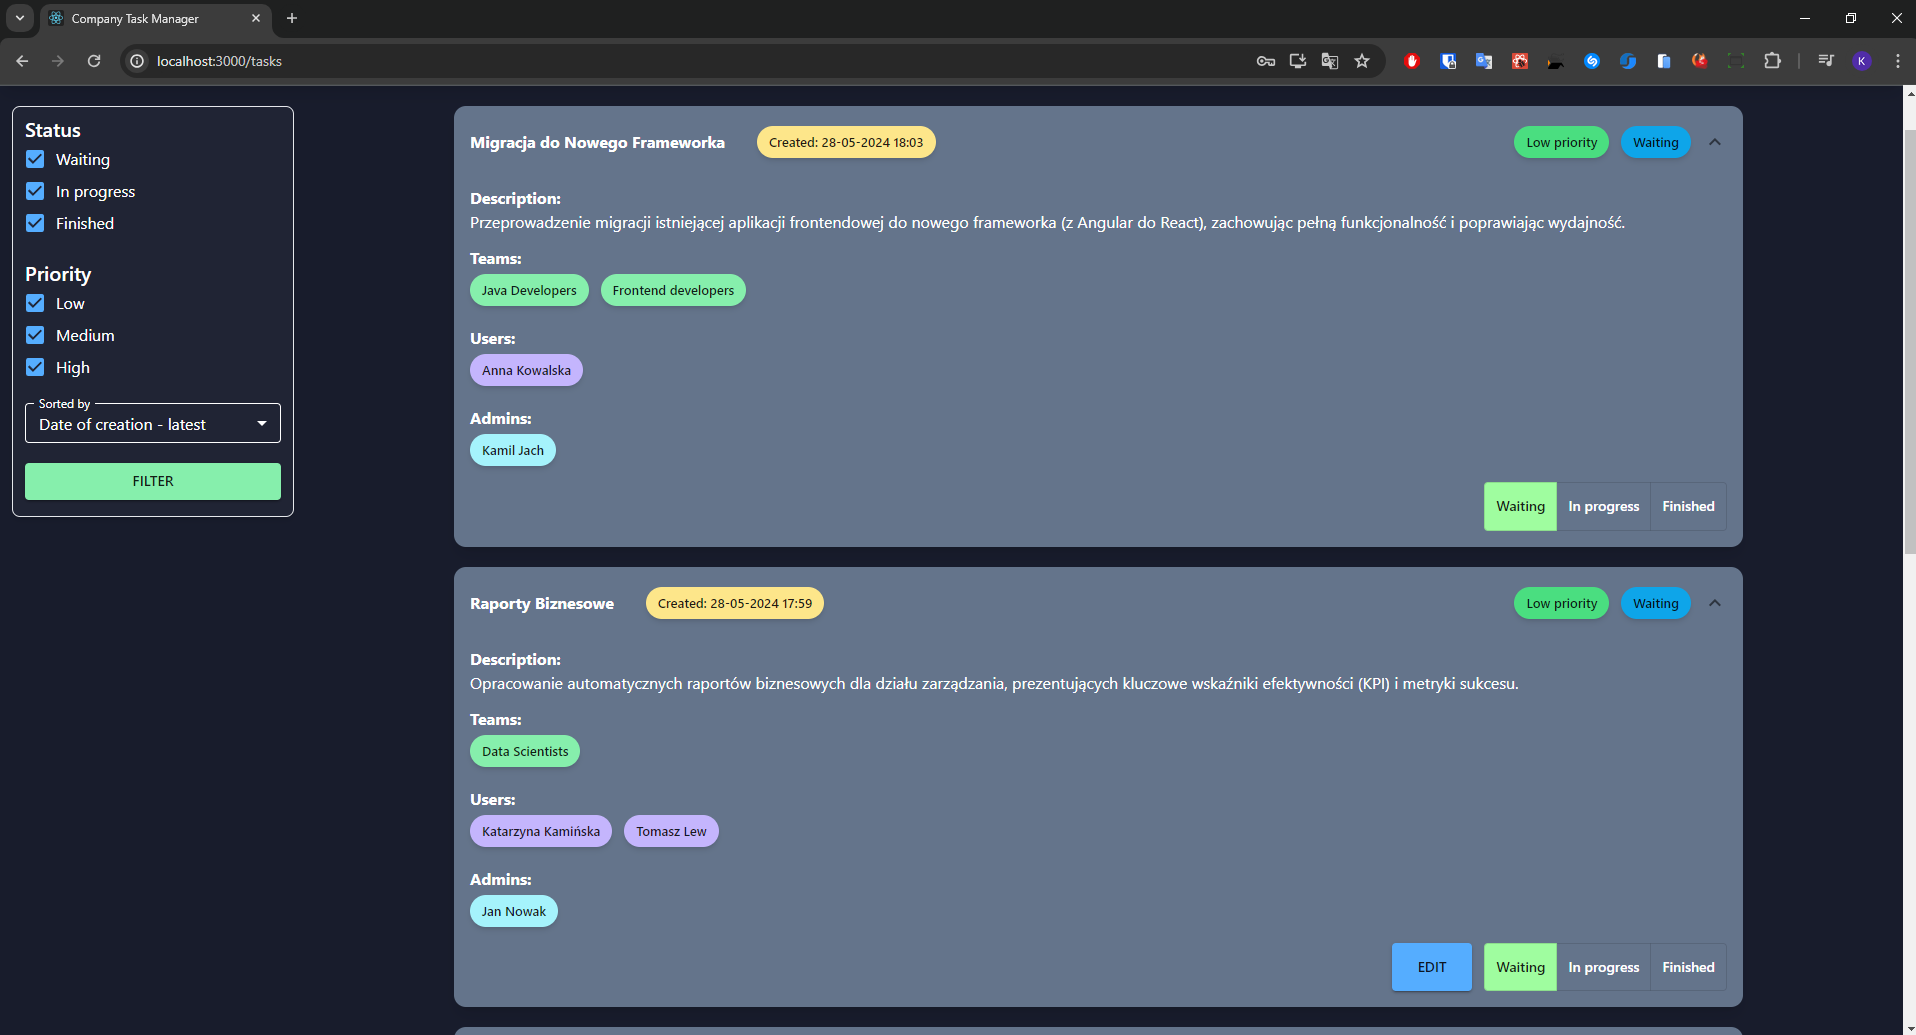 Company Task Manager
localhost:3000/tasks
K
Status
Waiting
In progress
Finished
Priority
Low
Medium
High
Sorted by
Date of creation - latest
FILTER
Migracja do Nowego Frameworka
Created: 28-05-2024 18:03
Low priority
Waiting
Description:
Przeprowadzenie migracji istniejącej aplikacji frontendowej do nowego frameworka (z Angular do React), zachowując pełną funkcjonalność i poprawiając wydajność.
Teams:
Java Developers
Frontend developers
Users:
Anna Kowalska
Admins:
Kamil Jach
Waiting
In progress
Finished
Raporty Biznesowe
Created: 28-05-2024 17:59
Low priority
Waiting
Description:
Opracowanie automatycznych raportów biznesowych dla działu zarządzania, prezentujących kluczowe wskaźniki efektywności (KPI) i metryki sukcesu.
Teams:
Data Scientists
Users:
Katarzyna Kamińska
Tomasz Lew
Admins:
Jan Nowak
EDIT
Waiting
In progress
Finished